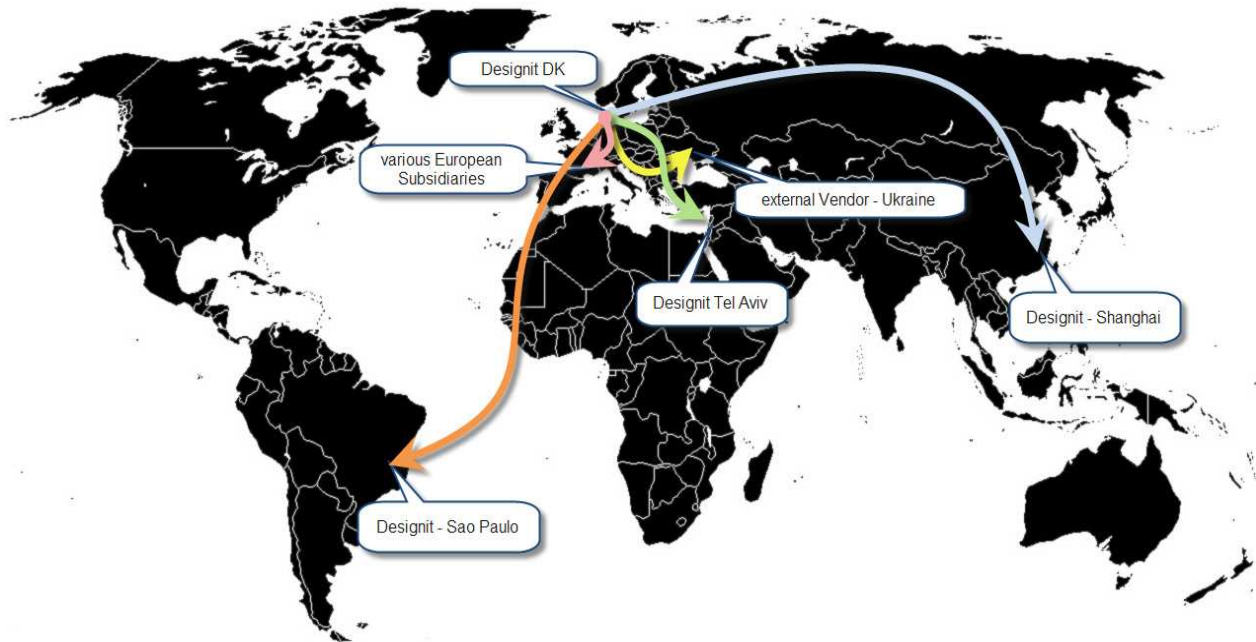 Designit DK
various European
Subsidiaries
external Vendor - Ukraine
Designit Tel Aviv
Designit - Shanghai
Designit - Sao Paulo